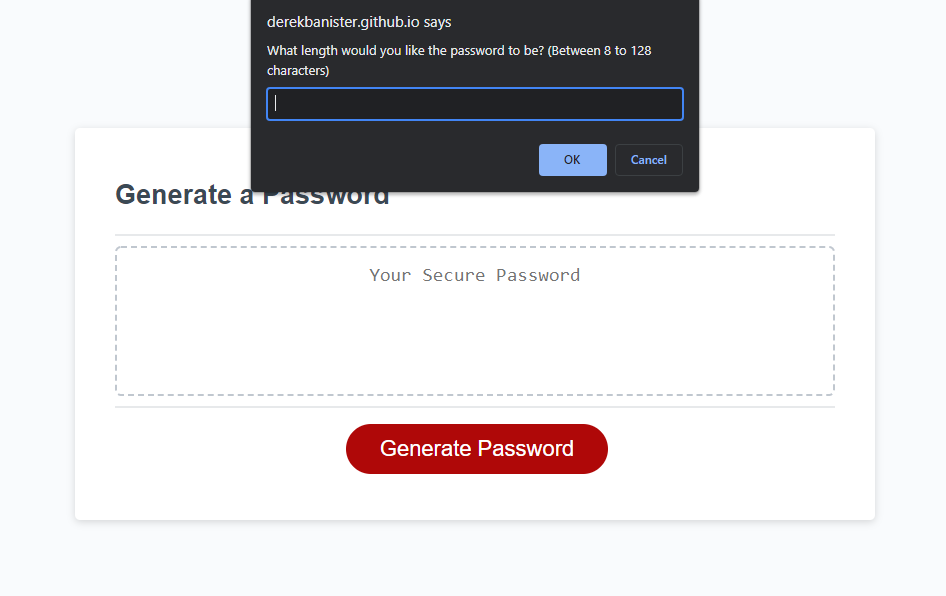 derekbanister.github.io says
What length would you like the password to be? (Between 8 to 128
characters)
OK
Cancel
Generate a Password
Your Secure Password
Generate Password